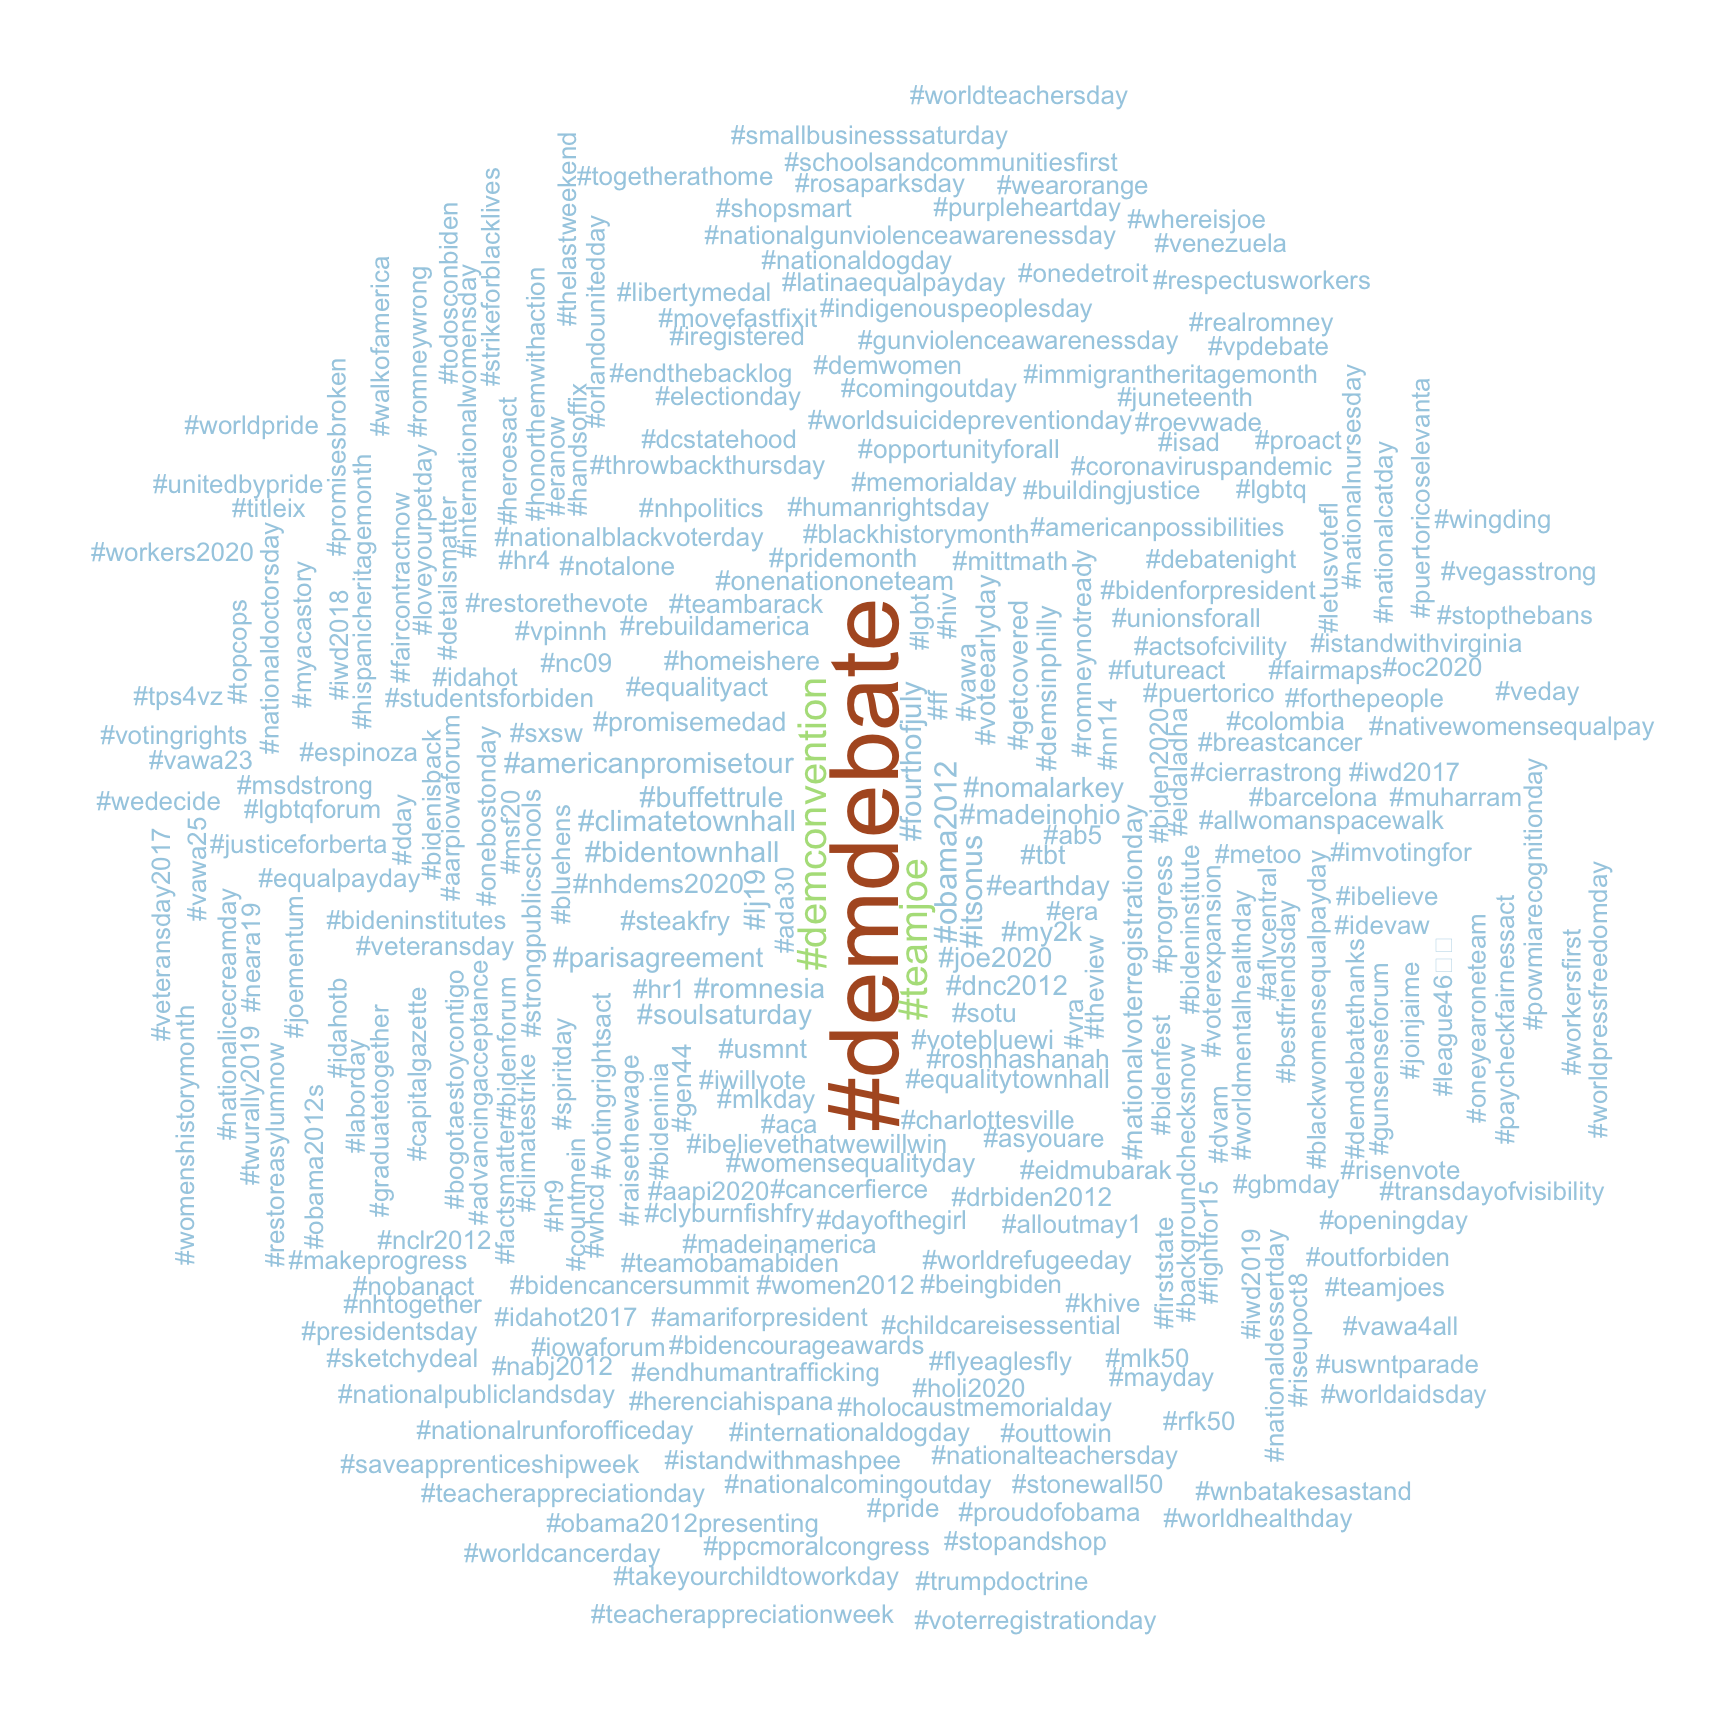 #worldteachersday
#smallbusinesssaturday
#schoolsandcommunitiesfirst
#togetherathome
#rosaparksday
#wearorange
#shopsmart
#purpleheartday
#whereisjoe
#nationalgunviolenceawarenessday
#venezuela
#nationaldogday
#onedetroit
#latinaequalpayday
#respectusworkers
#libertymedal
#indigenouspeoplesday
#movefastfixit
#realromney
#iregistered
#gunviolenceawarenessday
#vpdebate
#endthebacklog
#demwomen
#immigrantheritagemonth
#electionday
#comingoutday
#juneteenth
#worldpride
#worldsuicidepreventionday
#roevwade
#dcstatehood
#isad
#proact
#opportunityforall
#throwbackthursday
#coronaviruspandemic
#unitedbypride
#memorialday
#buildingjustice
#lgbtq
#titleix
#nhpolitics
#humanrightsday
#wingding
#nationalblackvoterday
#blackhistorymonth
#americanpossibilities
#workers2020
#hr4
#notalone
#pridemonth
#mittmath
#debatenight
#vegasstrong
#onenationoneteam
#bidenforpresident
#restorethevote
#teambarack
#stopthebans
#vpinnh
#rebuildamerica
#unionsforall
#actsofcivility
#istandwithvirginia
#nc09
#homeishere
#futureact
#fairmaps
#oc2020
#idahot
#equalityact
#tps4vz
#studentsforbiden
#puertorico
#forthepeople
#veday
#votingrights
#sxsw
#promisemedad
#colombia
#nativewomensequalpay
#espinoza
#breastcancer
#vawa23
#americanpromisetour
#cierrastrong
#iwd2017
#msdstrong
#nomalarkey
#wedecide
#lgbtqforum
#buffettrule
#madeinohio
#barcelona
#muharram
#climatetownhall
#ab5
#allwomanspacewalk
#justiceforberta
#bidentownhall
#tbt
#metoo
#imvotingfor
#equalpayday
#nhdems2020
#earthday
#ibelieve
#bideninstitutes
#steakfry
#era
#idevaw
#veteransday
#my2k
#parisagreement
#joe2020
#hr1
#romnesia
#dnc2012
#soulsaturday
#sotu
#usmnt
#votebluewi
#roshhashanah
#iwillvote
#equalitytownhall
#mlkday
#aca
#charlottesville
#ibelievethatwewillwin
#asyouare
#womensequalityday
#eidmubarak
#risenvote
#aapi2020
#cancerfierce
#drbiden2012
#gbmday
#transdayofvisibility
#clyburnfishfry
#dayofthegirl
#alloutmay1
#openingday
#nclr2012
#madeinamerica
#makeprogress
#teamobamabiden
#worldrefugeeday
#outforbiden
#nobanact
#bidencancersummit
#women2012
#beingbiden
#teamjoes
#nhtogether
#khive
#presidentsday
#idahot2017
#amariforpresident
#childcareisessential
#vawa4all
#sketchydeal
#iowaforum
#bidencourageawards
#nabj2012
#endhumantrafficking
#flyeaglesfly
#mlk50
#uswntparade
#mayday
#nationalpubliclandsday
#herenciahispana
#holi2020
#worldaidsday
#holocaustmemorialday
#nationalrunforofficeday
#internationaldogday
#outtowin
#rfk50
#saveapprenticeshipweek
#istandwithmashpee
#nationalteachersday
#teacherappreciationday
#nationalcomingoutday
#stonewall50
#wnbatakesastand
#obama2012presenting
#pride
#proudofobama
#worldhealthday
#worldcancerday
#ppcmoralcongress
#stopandshop
#takeyourchildtoworkday
#trumpdoctrine
#teacherappreciationweek
#voterregistrationday
#demdebate
#demconvention
#teamjoe
#fourthofjuly
#obama2012
#itsonus
#lj19
#ada30
#lgbt
#hiv
#ff
#vawa
#voteearlyday
#getcovered
#demsinphilly
#romneynotready
#nn14
#biden2020
#eidaladha
#nationalvoterregistrationday
#progress
#bideninstitute
#voterexpansion
#bidenfest
#backgroundchecksnow
#dvam
#worldmentalhealthday
#aflvcentral
#bestfriendsday
#blackwomensequalpayday
#demdebatethanks
#gunsenseforum
#joinjaime
#league46
#oneyearoneteam
#paycheckfairnessact
#powmiarecognitionday
#workersfirst
#worldpressfreedomday
#firststate
#fightfor15
#iwd2019
#nationaldessertday
#riseupoct8
#vra
#theview
#letusvotefl
#nationalnursesday
#nationalcatday
#puertoricoselevanta
#thelastweekend
#orlandounitedday
#strikeforblacklives
#todosconbiden
#internationalwomensday
#honorthemwithaction
#walkofamerica
#romneywrong
#promisesbroken
#heroesact
#eranow
#handsoffix
#loveyourpetday
#hispanicheritagemonth
#faircontractnow
#detailsmatter
#nationaldoctorsday
#myacastory
#iwd2018
#topcops
#bidenisback
#aarpiowaforum
#onebostonday
#msf20
#strongpublicschools
#bluehens
#dday
#veteransday2017
#vawa25
#nationalicecreamday
#neara19
#joementum
#idahotb
#womenshistorymonth
#twurally2019
#restoreasylumnow
#obama2012s
#laborday
#graduatetogether
#capitalgazette
#bogotaestoycontigo
#advancingacceptance
#factsmatter
#bidenforum
#climatestrike
#spiritday
#votingrightsact
#raisethewage
#bideninia
#gen44
#hr9
#countmein
#whcd